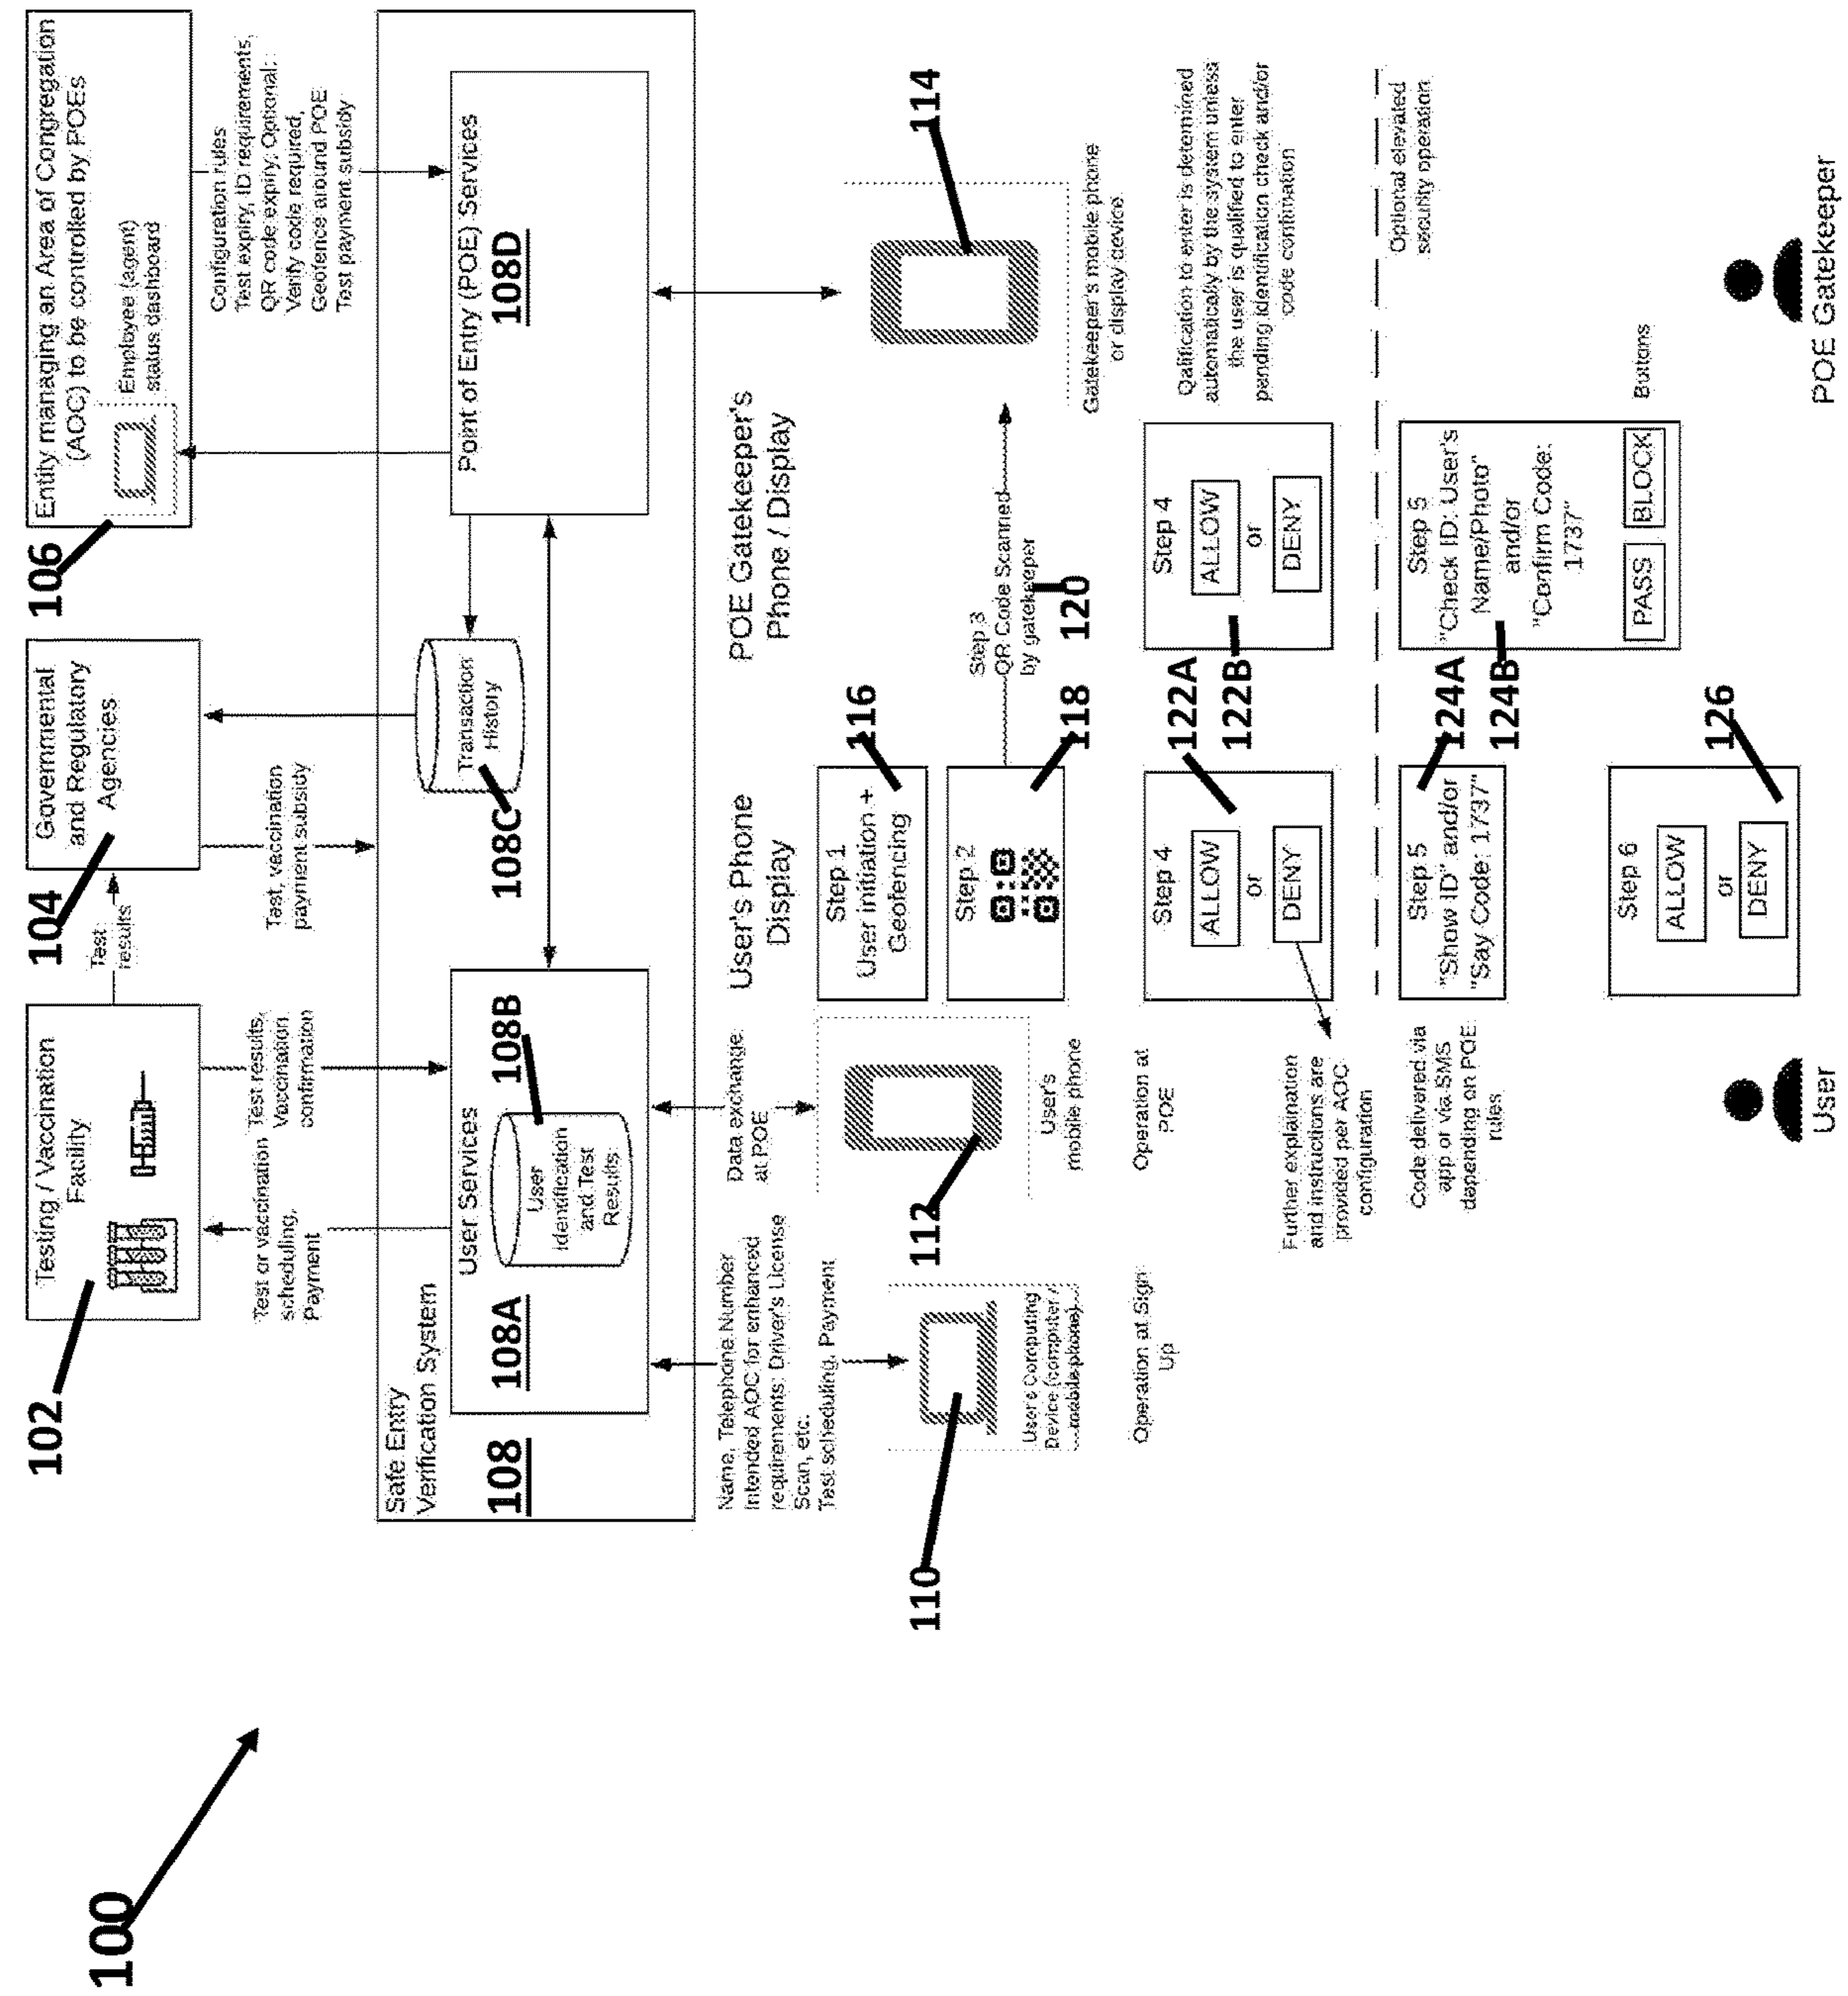 100
102
Testing / Vaccination
Facility
Test
results
104
Governmental
and Regulatory
Agencies
106
Entity managing an Area of Congregation
(AOC) to be controlled by POEs
Employee (agent)
status dashboard
Test or vaccination
scheduling,
Payment
Test results,
Vaccination
confirmation
Test, vaccination
payment subsidy
Configuration rules
Test expiry, ID requirements,
QR code expiry, Optional:
Verify code required,
Geofence around POE
Test payment subsidy
Safe Entry
Verification System
108
User Services
108A
108B
User
Identification
and Test
Results
Transaction
History
108C
Point of Entry (POE) Services
108D
Name, Telephone Number
Intended AOC for enhanced
requirements: Driver's License
Scan, etc.
Test scheduling, Payment
Data exchange
at POE
110
User's Computing
Device (computer /
mobile phone)
112
User's
mobile phone
User's Phone
Display
POE Gatekeeper's
Phone / Display
114
Gatekeeper's mobile phone
or display device
Step 1
User initiation +
Geofencing
116
Step 2
118
Step 3
QR Code Scanned
by gatekeeper
120
Operation at Sign
Up
Operation at
POE
Step 4
ALLOW
or
DENY
122A
122B
Step 4
ALLOW
or
DENY
Qalification to enter is determined
automatically by the system unless
the user is qualified to enter
pending identification check and/or
code confimation
Further explaination
and instructions are
provided per AOC
configuration
Optional elevated
security operation
Code delivered via
app or via SMS
depending on POE
rules
Step 5
"Show ID" and/or
"Say Code: 1737"
124A
124B
Step 5
"Check ID: User's
Name/Photo"
and/or
"Confirm Code:
1737"
PASS
BLOCK
Buttons
Step 6
ALLOW
or
DENY
126
User
POE Gatekeeper